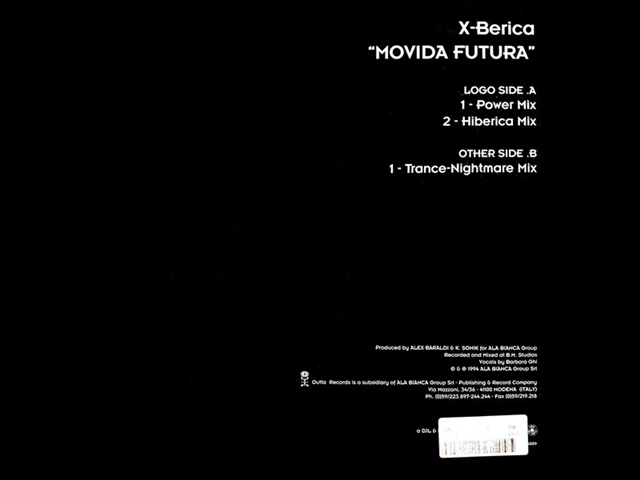 X-Berica
“MOVIDA FUTURA”
LOGO SIDE .A
1 - Power Mix
2 - Hiberica Mix
OTHER SIDE .B
1 - Trance-Nightmare Mix
Produced by ALEX BARALDI & K. SONIK for ALA BIANCA Group
Recorded and Mixed at B.M. Studios
Vocals by Barbara Ghi
© & ℗ 1994 ALA BIANCA Group Srl
Outta Records is a subsidiary of ALA BIANCA Group Srl - Publishing & Record Company
Via Mazzoni, 34/36 - 41100 MODENA (ITALY)
Ph. (0)59/223.897-244.244 - Fax (0)59/219.218
a DJL &